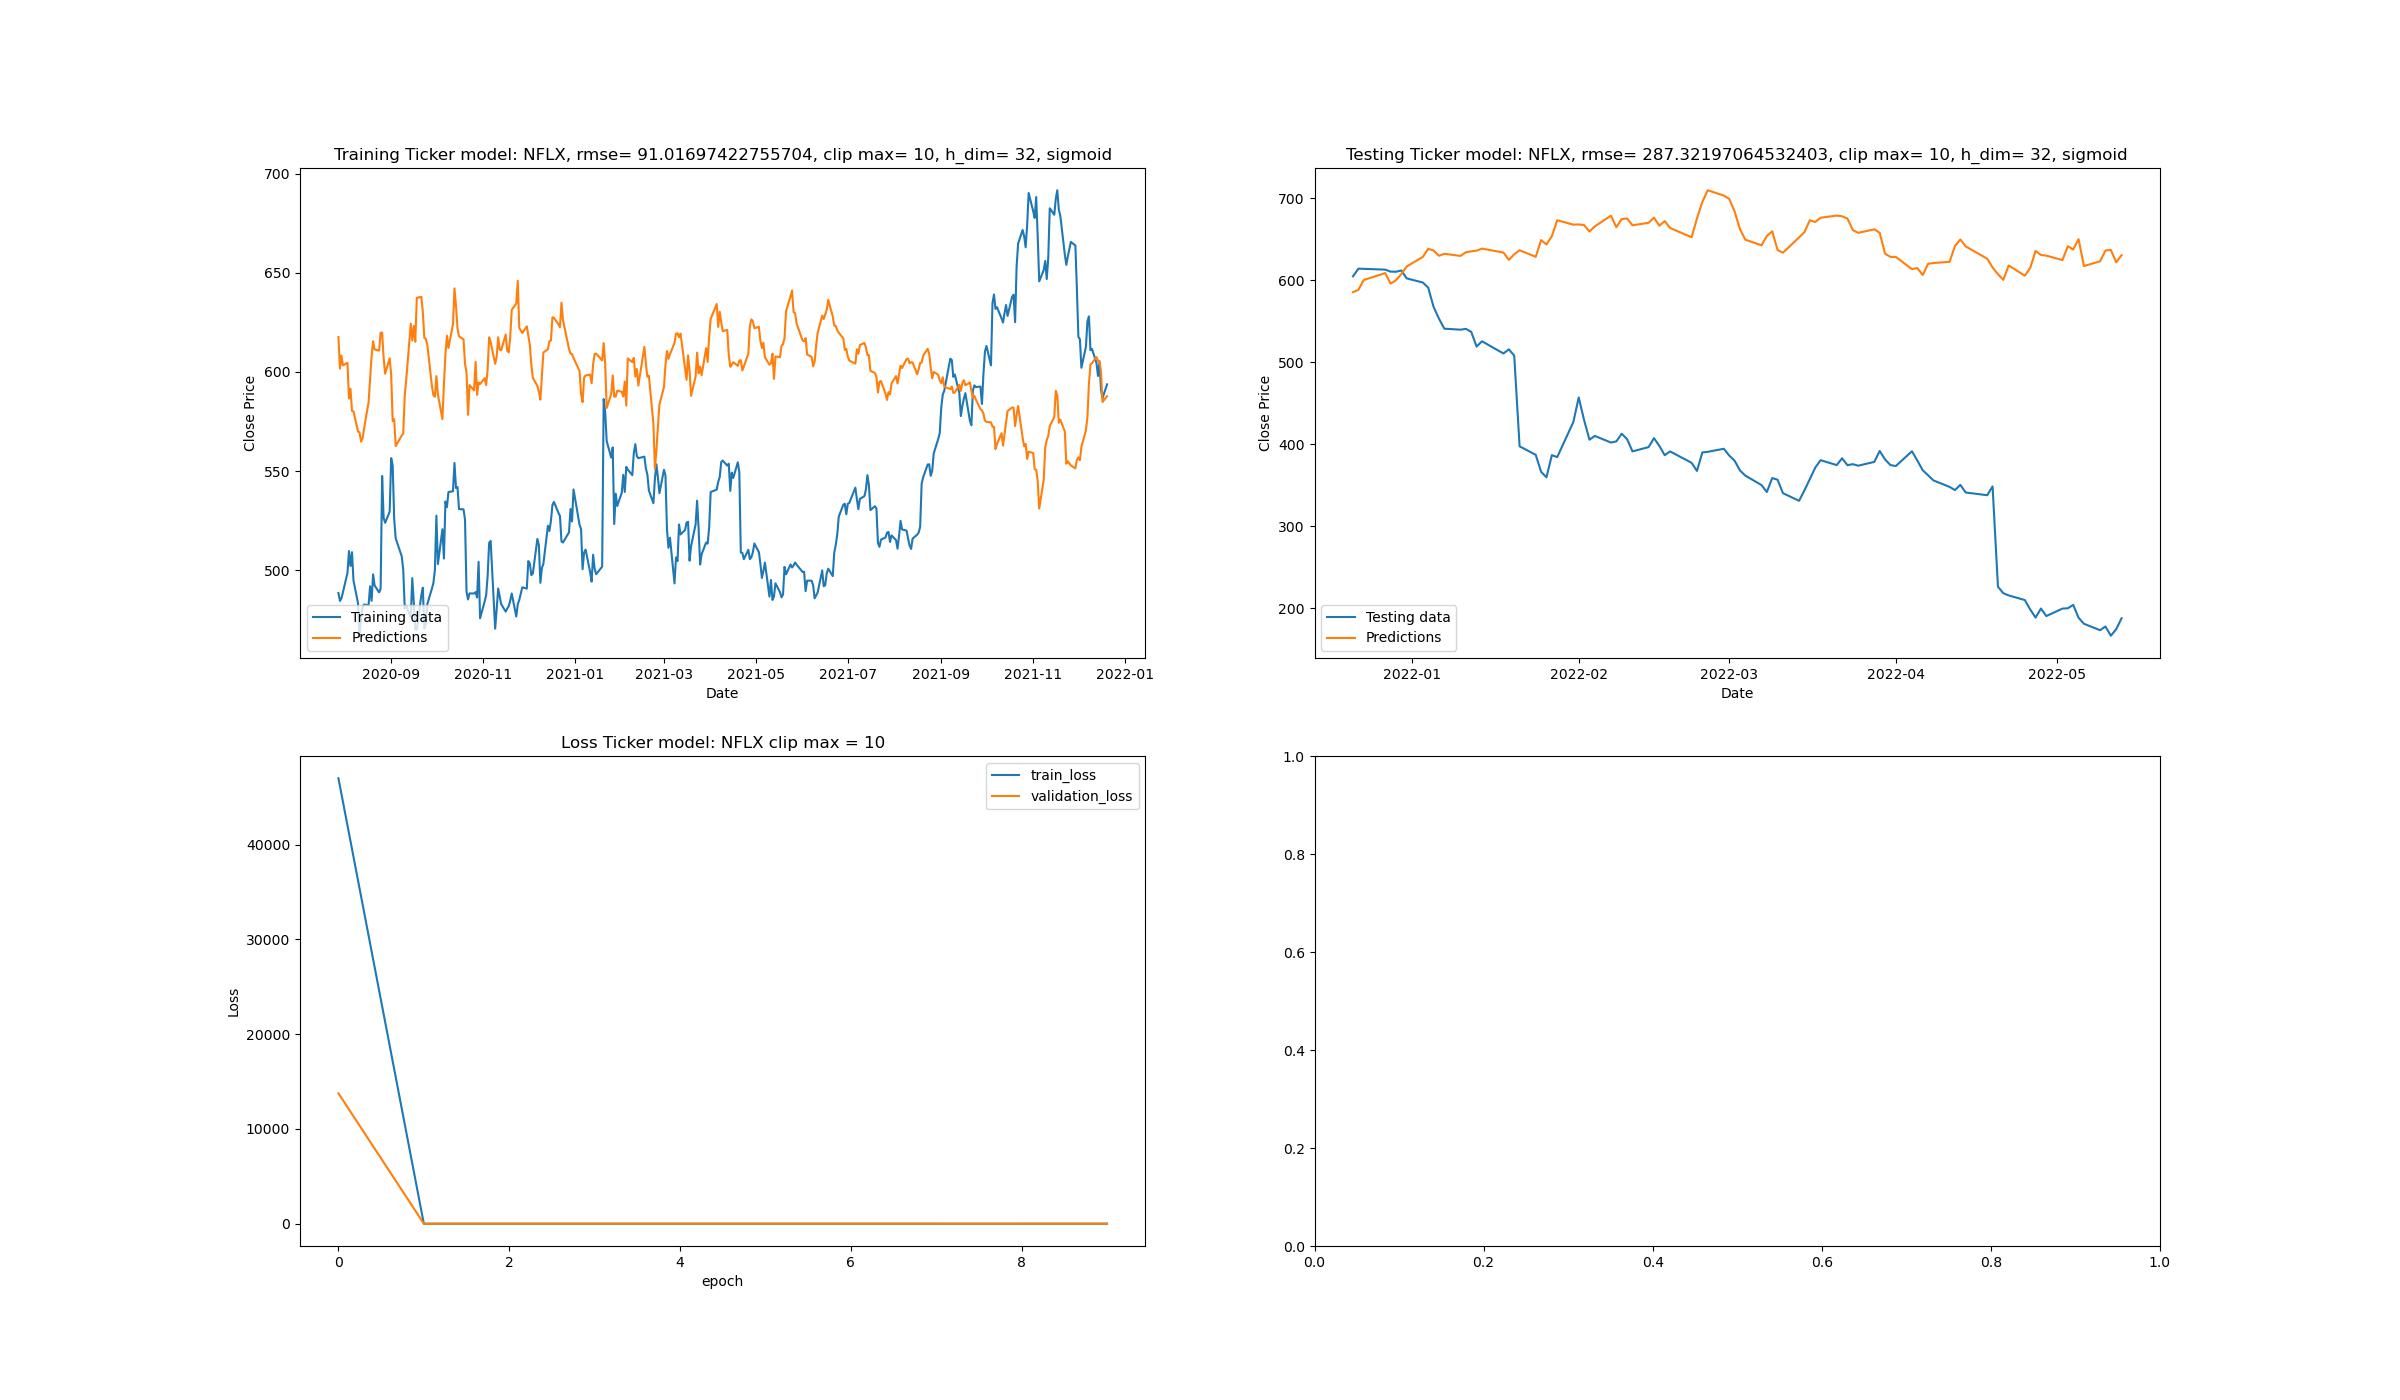 Training Ticker model: NFLX, rmse= 91.01697422755704, clip max= 10, h_dim= 32, sigmoid
700
650
600
550
500
Close Price
Training data
Predictions
2020-09 2020-11 2021-01 2021-03 2021-05 2021-07 2021-09 2021-11 2022-01
Date
Testing Ticker model: NFLX, rmse= 287.32197064532403, clip max= 10, h_dim= 32, sigmoid
700
600
500
400
300
200
Close Price
Testing data
Predictions
2022-01 2022-02 2022-03 2022-04 2022-05
Date
Loss Ticker model: NFLX clip max = 10
train_loss
validation_loss
40000
30000
20000
10000
0
Loss
0 2 4 6 8
epoch
1.0
0.8
0.6
0.4
0.2
0.0
0.0 0.2 0.4 0.6 0.8 1.0